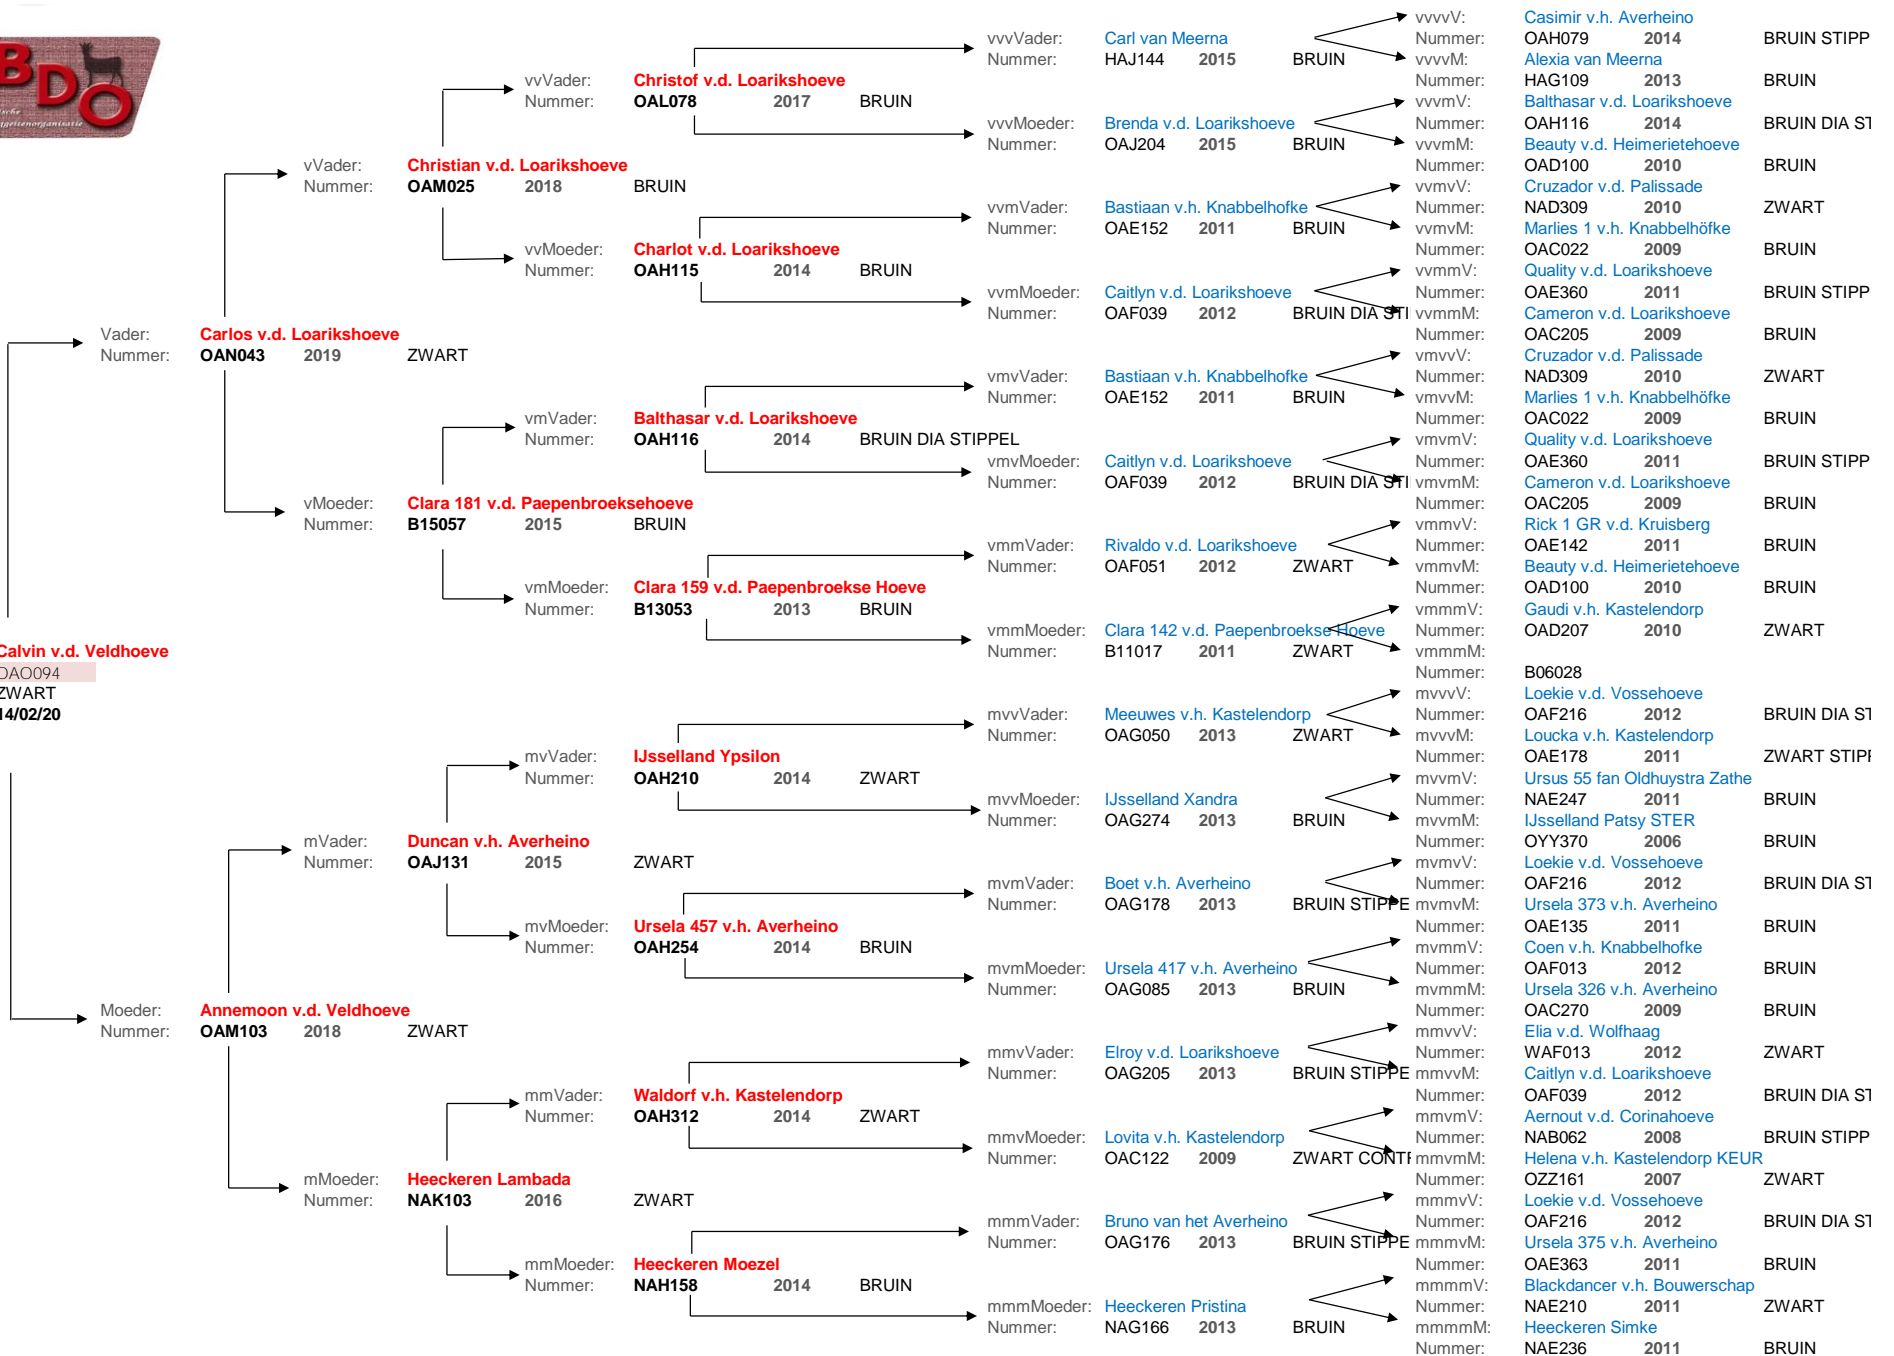 BDO
vvvVader: Carl van Meerna
Nummer: HAJ144 2015 BRUIN
vvvMoeder: Brenda v.d. Loarikshoeve
Nummer: OAJ204 2015 BRUIN
vvmVader: Bastiaan v.h. Knabbelhofke
Nummer: OAE152 2011 BRUIN
vvmMoeder: Caitlyn v.d. Loarikshoeve
Nummer: OAF039 2012 BRUIN DIA STI
vmvVader: Bastiaan v.h. Knabbelhofke
Nummer: OAE152 2011 BRUIN
vmvMoeder: Caitlyn v.d. Loarikshoeve
Nummer: OAF039 2012 BRUIN DIA STI
vmmVader: Rivaldo v.d. Loarikshoeve
Nummer: OAF051 2012 ZWART
vmmMoeder: Clara 142 v.d. Paepenbroekse Hoeve
Nummer: B11017 2011 ZWART
mvvVader: Meeuwes v.h. Kastelendorp
Nummer: OAG050 2013 ZWART
mvvMoeder: IJsselland Xandra
Nummer: OAG274 2013 BRUIN
mvmVader: Boet v.h. Averheino
Nummer: OAG178 2013 BRUIN STIPPE
mvmMoeder: Ursela 417 v.h. Averheino
Nummer: OAG085 2013 BRUIN
mmvVader: Elroy v.d. Loarikshoeve
Nummer: OAG205 2013 BRUIN STIPPE
mmvMoeder: Lovita v.h. Kastelendorp
Nummer: OAC122 2009 ZWART CONT
mmmVader: Bruno van het Averheino
Nummer: OAG176 2013 BRUIN STIPPE
mmmMoeder: Heeckeren Pristina
Nummer: NAG166 2013 BRUIN
vvVader: Christof v.d. Loarikshoeve
Nummer: OAL078 2017 BRUIN
vvMoeder: Charlot v.d. Loarikshoeve
Nummer: OAH115 2014 BRUIN
vmVader: Balthasar v.d. Loarikshoeve
Nummer: OAH116 2014 BRUIN DIA STIPPEL
vmMoeder: Clara 159 v.d. Paepenbroekse Hoeve
Nummer: B13053 2013 BRUIN
mvVader: IJsselland Ypsilon
Nummer: OAH210 2014 ZWART
mvMoeder: Ursela 457 v.h. Averheino
Nummer: OAH254 2014 BRUIN
mmVader: Waldorf v.h. Kastelendorp
Nummer: OAH312 2014 ZWART
mmMoeder: Heeckeren Moezel
Nummer: NAH158 2014 BRUIN
vVader: Christian v.d. Loarikshoeve
Nummer: OAM025 2018 BRUIN
vMoeder: Clara 181 v.d. Paepenbroeksehoeve
Nummer: B15057 2015 BRUIN
mVader: Duncan v.h. Averheino
Nummer: OAJ131 2015 ZWART
mMoeder: Heeckeren Lambada
Nummer: NAK103 2016 ZWART
Vader: Carlos v.d. Loarikshoeve
Nummer: OAN043 2019 ZWART
Moeder: Annemoon v.d. Veldhoeve
Nummer: OAM103 2018 ZWART
Calvin v.d. Veldhoeve
OAO094
ZWART
14/02/20
vvvvV: Casimir v.h. Averheino
Nummer: OAH079 2014 BRUIN STIPP
vvvvM: Alexia van Meerna
Nummer: HAG109 2013 BRUIN
vvvmV: Balthasar v.d. Loarikshoeve
Nummer: OAH116 2014 BRUIN DIA ST
vvvmM: Beauty v.d. Heimerietehoeve
Nummer: OAD100 2010 BRUIN
vvmvV: Cruzador v.d. Palissade
Nummer: NAD309 2010 ZWART
vvmvM: Marlies 1 v.h. Knabbelhöfke
Nummer: OAC022 2009 BRUIN
vvmmV: Quality v.d. Loarikshoeve
Nummer: OAE360 2011 BRUIN STIPP
vvmmM: Cameron v.d. Loarikshoeve
Nummer: OAC205 2009 BRUIN
vmvvV: Cruzador v.d. Palissade
Nummer: NAD309 2010 ZWART
vmvvM: Marlies 1 v.h. Knabbelhöfke
Nummer: OAC022 2009 BRUIN
vmvmV: Quality v.d. Loarikshoeve
Nummer: OAE360 2011 BRUIN STIPP
vmvmM: Cameron v.d. Loarikshoeve
Nummer: OAC205 2009 BRUIN
vmmvV: Rick 1 GR v.d. Kruisberg
Nummer: OAE142 2011 BRUIN
vmmvM: Beauty v.d. Heimerietehoeve
Nummer: OAD100 2010 BRUIN
vmmmV: Gaudi v.h. Kastelendorp
Nummer: OAD207 2010 ZWART
vmmmM:
Nummer: B06028
mvvvV: Loekie v.d. Vossehoeve
Nummer: OAF216 2012 BRUIN DIA ST
mvvvM: Loucka v.h. Kastelendorp
Nummer: OAE178 2011 ZWART STIP
mvvmV: Ursus 55 fan Oldhuystra Zathe
Nummer: NAE247 2011 BRUIN
mvvmM: IJsselland Patsy STER
Nummer: OYY370 2006 BRUIN
mvmvV: Loekie v.d. Vossehoeve
Nummer: OAF216 2012 BRUIN DIA ST
mvmvM: Ursela 373 v.h. Averheino
Nummer: OAE135 2011 BRUIN
mvmmV: Coen v.h. Knabbelhofke
Nummer: OAF013 2012 BRUIN
mvmmM: Ursela 326 v.h. Averheino
Nummer: OAC270 2009 BRUIN
mmvvV: Elia v.d. Wolfhaag
Nummer: WAF013 2012 ZWART
mmvvM: Caitlyn v.d. Loarikshoeve
Nummer: OAF039 2012 BRUIN DIA ST
mmvmV: Aernout v.d. Corinahoeve
Nummer: NAB062 2008 BRUIN STIPP
mmvmM: Helena v.h. Kastelendorp KEUR
Nummer: OZZ161 2007 ZWART
mmmvV: Loekie v.d. Vossehoeve
Nummer: OAF216 2012 BRUIN DIA ST
mmmvM: Ursela 375 v.h. Averheino
Nummer: OAE363 2011 BRUIN
mmmmV: Blackdancer v.h. Bouwerschap
Nummer: NAE210 2011 ZWART
mmmmM: Heeckeren Simke
Nummer: NAE236 2011 BRUIN